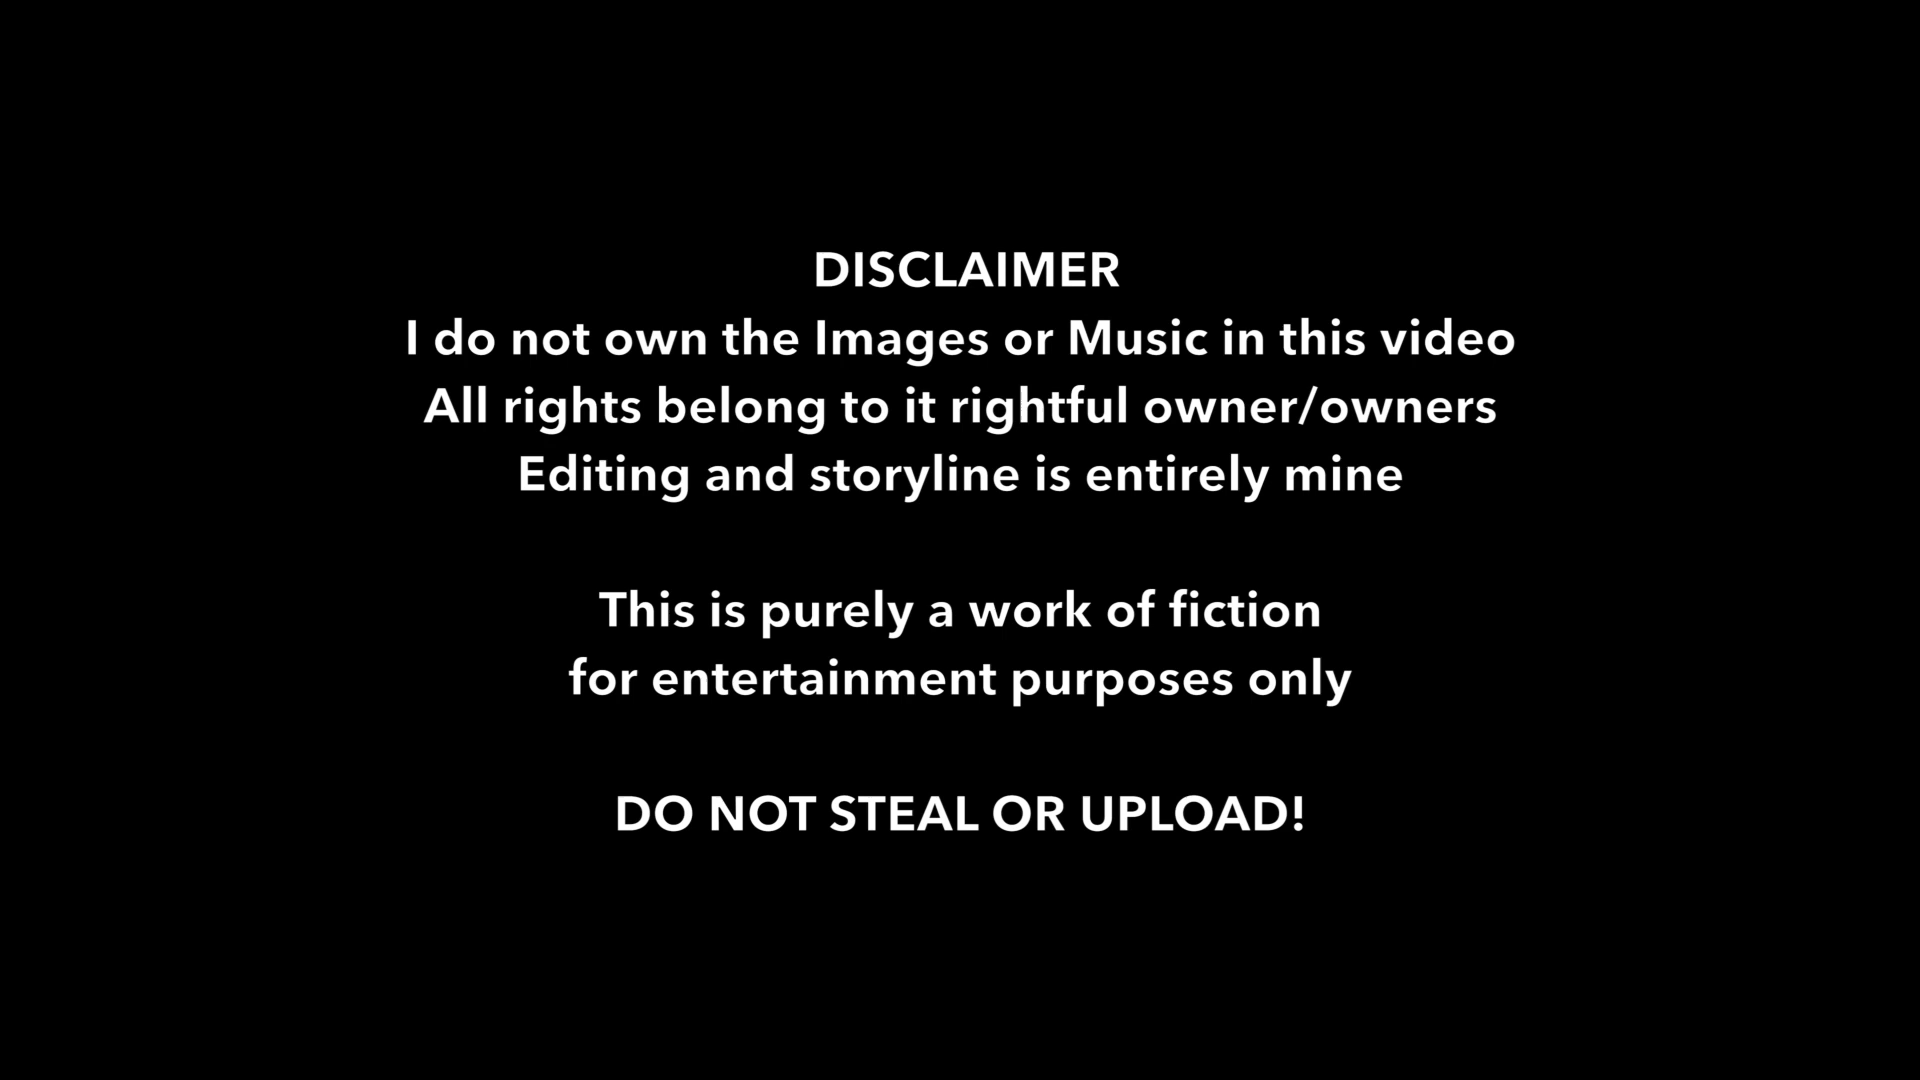 DISCLAIMER
I do not own the Images or Music in this video
All rights belong to it rightful owner/owners
Editing and storyline is entirely mine
This is purely a work of fiction
for entertainment purposes only
DO NOT STEAL OR UPLOAD!